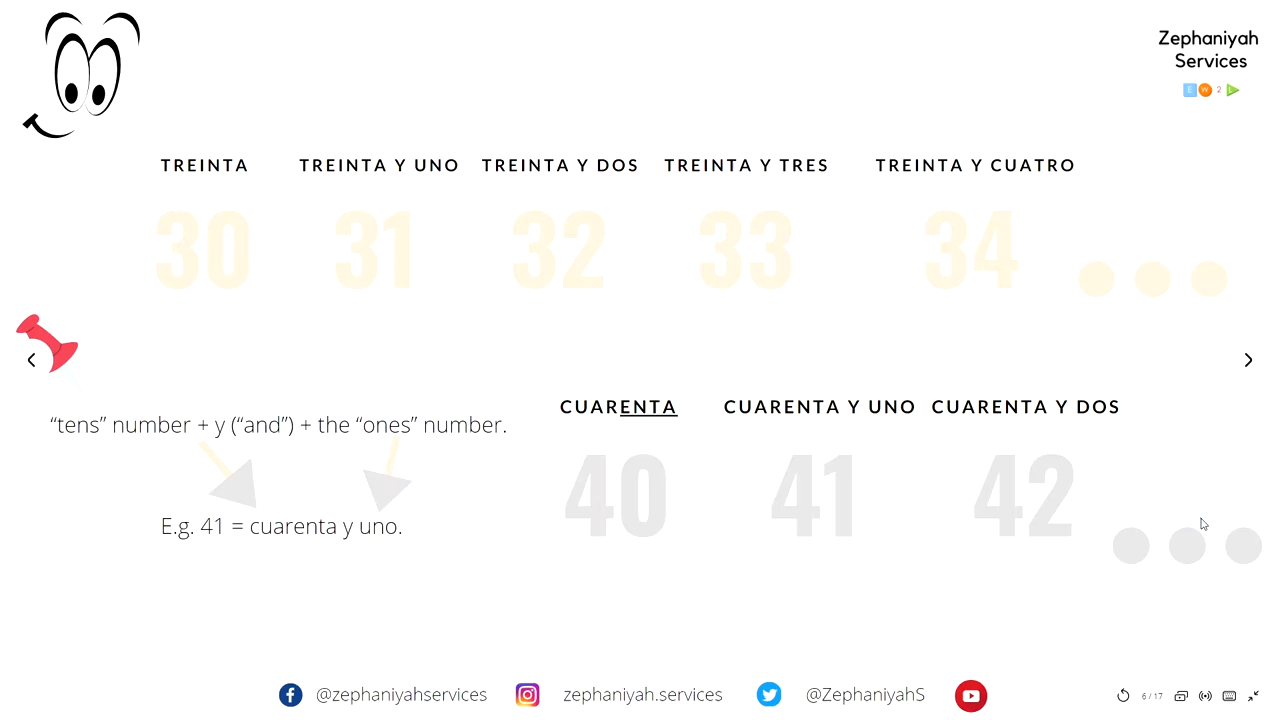 Zephaniyah
Services
E W 2
TREINTA TREINTA Y UNO TREINTA Y DOS TREINTA Y TRES TREINTA Y CUATRO
30 31 32 33 34
CUARENTA CUARENTA Y UNO CUARENTA Y DOS
“tens” number + y (“and”) + the “ones” number.
40 41 42
E.g. 41 = cuarenta y uno.
@zephaniyahservices zephaniyah.services @ZephaniyahS
6 / 17